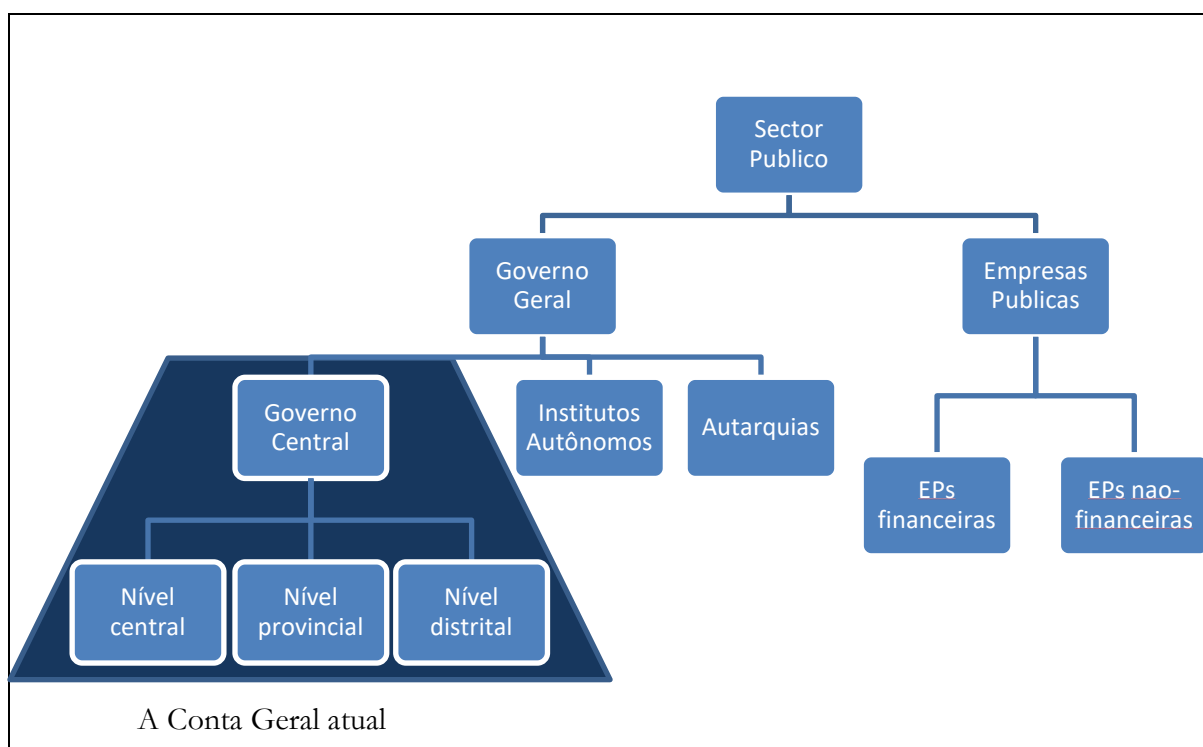 Sector
Publico
Governo
Geral
Empresas
Publicas
Governo
Central
Institutos
Autônomos
Autarquias
EPs
financeiras
EPs nao-
financeiras
Nível
central
Nível
provincial
Nível
distrital
A Conta Geral atual